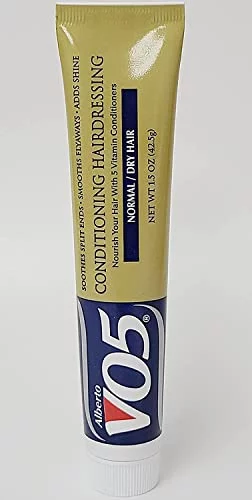 SOOTHES SPLIT ENDS • SMOOTHS FLYAWAYS • ADDS SHINE
CONDITIONING HAIRDRESSING
Nourish Your Hair With 5 Vitamin Conditioners
NORMAL / DRY HAIR
NET WT 1.5 OZ (42.5g)
Alberto
VO5®